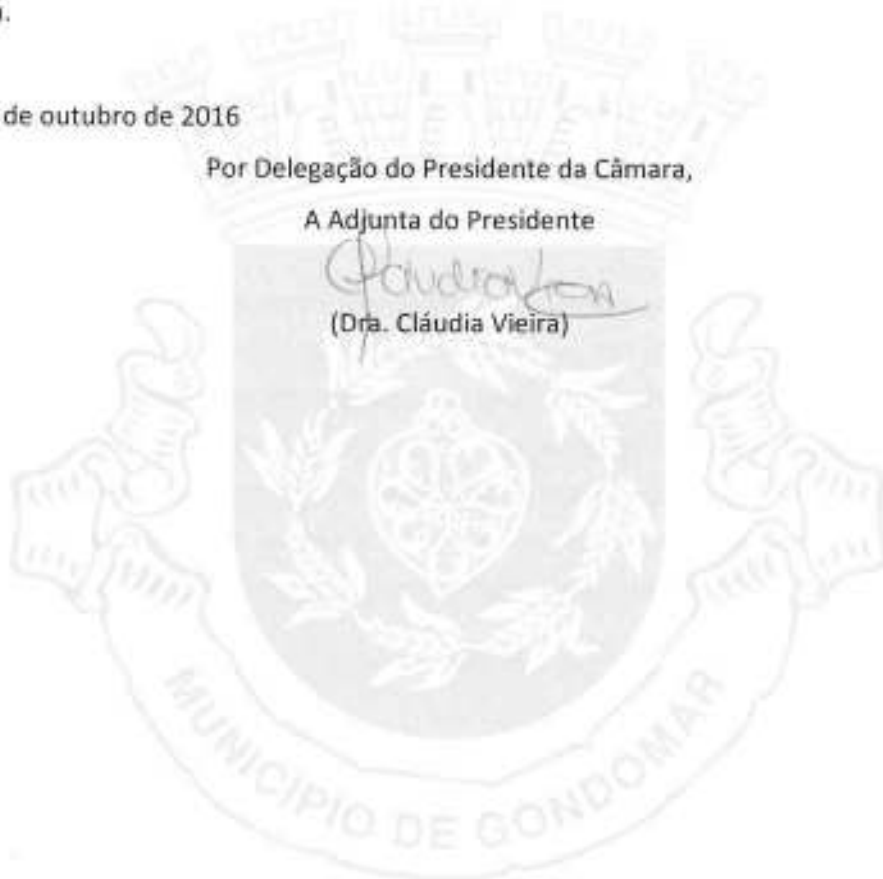 de outubro de 2016
Por Delegação do Presidente da Câmara,
A Adjunta do Presidente
(Dra. Cláudia Vieira)
MUNICIPIO DE GONDOMAR